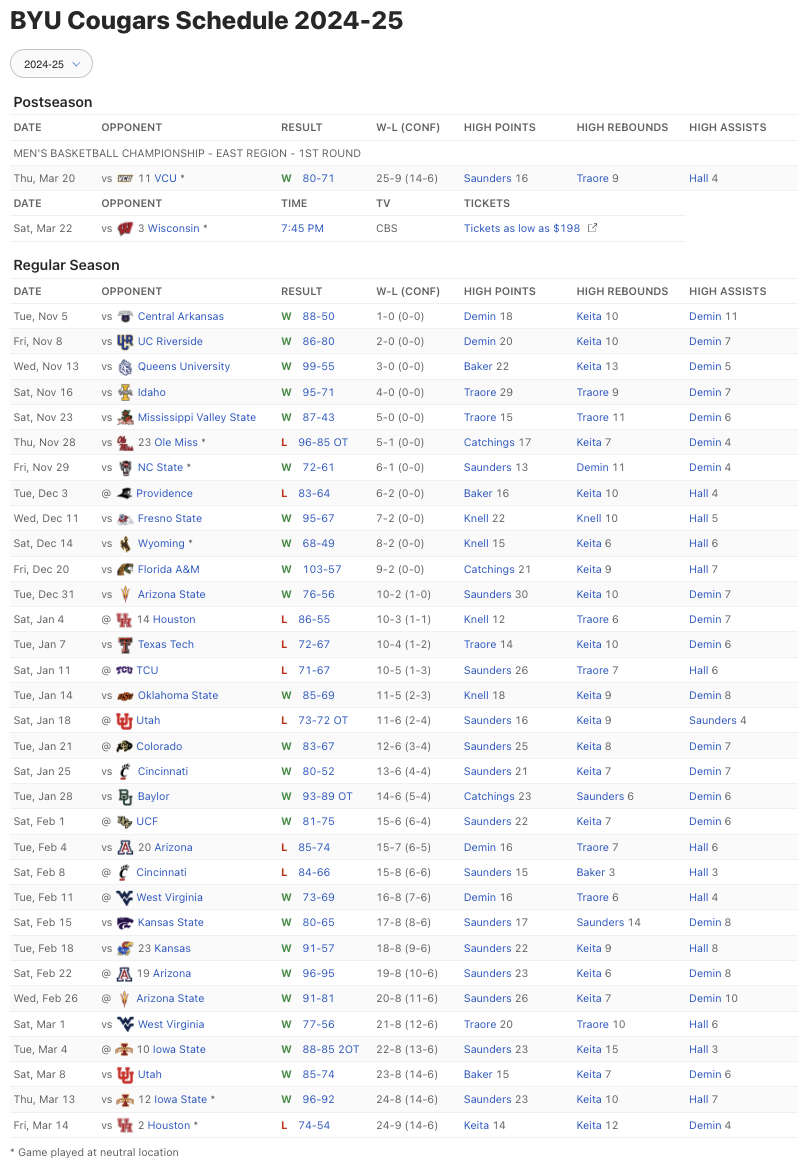 BYU Cougars Schedule 2024-25
2024-25
Postseason
DATE OPPONENT RESULT W-L (CONF) HIGH POINTS HIGH REBOUNDS HIGH ASSISTS
MEN'S BASKETBALL CHAMPIONSHIP - EAST REGION - 1ST ROUND
Thu, Mar 20 vs 11 VCU * W 80-71 25-9 (14-6) Saunders 16 Traore 9 Hall 4
DATE OPPONENT TIME TV TICKETS
Sat, Mar 22 vs 3 Wisconsin * 7:45 PM CBS Tickets as low as $198
Regular Season
DATE OPPONENT RESULT W-L (CONF) HIGH POINTS HIGH REBOUNDS HIGH ASSISTS
Tue, Nov 5 vs Central Arkansas W 88-50 1-0 (0-0) Demin 18 Keita 10 Demin 11
Fri, Nov 8 vs UC Riverside W 86-80 2-0 (0-0) Demin 20 Keita 10 Demin 7
Wed, Nov 13 vs Queens University W 99-55 3-0 (0-0) Baker 22 Keita 13 Demin 5
Sat, Nov 16 vs Idaho W 95-71 4-0 (0-0) Traore 29 Traore 9 Demin 7
Sat, Nov 23 vs Mississippi Valley State W 87-43 5-0 (0-0) Traore 15 Traore 11 Demin 6
Thu, Nov 28 vs 23 Ole Miss * L 96-85 OT 5-1 (0-0) Catchings 17 Keita 7 Demin 4
Fri, Nov 29 vs NC State * W 72-61 6-1 (0-0) Saunders 13 Demin 11 Demin 4
Tue, Dec 3 @ Providence L 83-64 6-2 (0-0) Baker 16 Keita 10 Hall 4
Wed, Dec 11 vs Fresno State W 95-67 7-2 (0-0) Knell 22 Knell 10 Hall 5
Sat, Dec 14 vs Wyoming * W 68-49 8-2 (0-0) Knell 15 Keita 6 Hall 6
Fri, Dec 20 vs Florida A&M W 103-57 9-2 (0-0) Catchings 21 Keita 9 Hall 7
Tue, Dec 31 vs Arizona State W 76-56 10-2 (1-0) Saunders 30 Keita 10 Demin 7
Sat, Jan 4 @ 14 Houston L 86-55 10-3 (1-1) Knell 12 Traore 6 Demin 7
Tue, Jan 7 vs Texas Tech L 72-67 10-4 (1-2) Traore 14 Keita 10 Demin 6
Sat, Jan 11 @ TCU TCU L 71-67 10-5 (1-3) Saunders 26 Traore 7 Hall 6
Tue, Jan 14 vs Oklahoma State W 85-69 11-5 (2-3) Knell 18 Keita 9 Demin 8
Sat, Jan 18 @ Utah L 73-72 OT 11-6 (2-4) Saunders 16 Keita 9 Saunders 4
Tue, Jan 21 @ Colorado W 83-67 12-6 (3-4) Saunders 25 Keita 8 Demin 7
Sat, Jan 25 vs Cincinnati W 80-52 13-6 (4-4) Saunders 21 Keita 7 Demin 7
Tue, Jan 28 vs Baylor W 93-89 OT 14-6 (5-4) Catchings 23 Saunders 6 Demin 6
Sat, Feb 1 @ UCF W 81-75 15-6 (6-4) Saunders 22 Keita 7 Demin 6
Tue, Feb 4 vs 20 Arizona L 85-74 15-7 (6-5) Demin 16 Traore 7 Hall 6
Sat, Feb 8 @ Cincinnati L 84-66 15-8 (6-6) Saunders 15 Baker 3 Hall 3
Tue, Feb 11 @ West Virginia W 73-69 16-8 (7-6) Demin 16 Traore 6 Hall 4
Sat, Feb 15 vs Kansas State W 80-65 17-8 (8-6) Saunders 17 Saunders 14 Demin 8
Tue, Feb 18 vs 23 Kansas W 91-57 18-8 (9-6) Saunders 22 Keita 9 Hall 8
Sat, Feb 22 @ 19 Arizona W 96-95 19-8 (10-6) Saunders 23 Keita 6 Demin 8
Wed, Feb 26 @ Arizona State W 91-81 20-8 (11-6) Saunders 26 Keita 7 Demin 10
Sat, Mar 1 vs West Virginia W 77-56 21-8 (12-6) Traore 20 Traore 10 Hall 6
Tue, Mar 4 @ 10 Iowa State W 88-85 2OT 22-8 (13-6) Saunders 23 Keita 15 Hall 3
Sat, Mar 8 vs Utah W 85-74 23-8 (14-6) Baker 15 Keita 7 Demin 6
Thu, Mar 13 vs 12 Iowa State * W 96-92 24-8 (14-6) Saunders 23 Keita 10 Hall 7
Fri, Mar 14 vs 2 Houston * L 74-54 24-9 (14-6) Keita 14 Keita 12 Demin 4
* Game played at neutral location